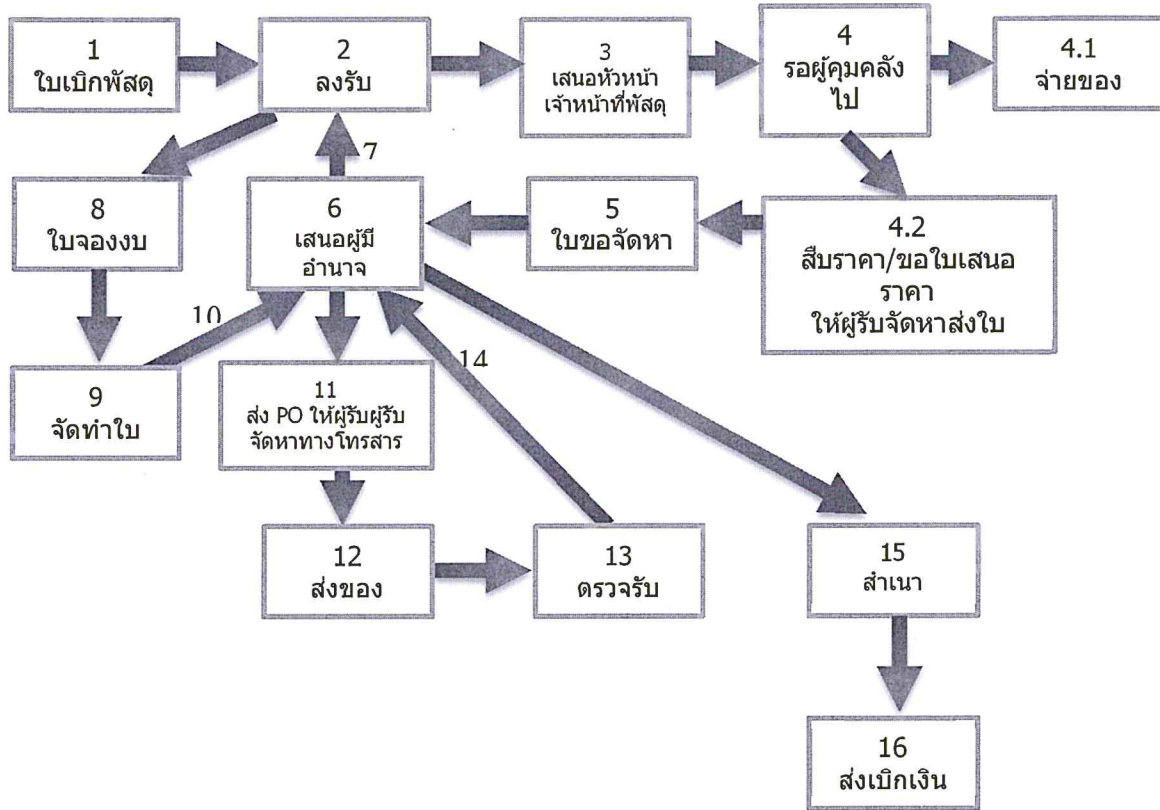 1
ใบเบิกพัสดุ
2
ลงรับ
3
เสนอหัวหน้า
เจ้าหน้าที่พัสดุ
4
รอผู้คุมคลัง
ไป
4.1
จ่ายของ
7
8
ใบจองงบ
6
เสนอผู้มี
อำนาจ
5
ใบขอจัดหา
4.2
สืบราคา/ขอใบเสนอ
ราคา
ให้ผู้รับจัดหาส่งใบ
10
14
9
จัดทำใบ
11
ส่ง PO ให้ผู้รับผู้รับ
จัดหาทางโทรสาร
12
ส่งของ
13
ตรวจรับ
15
สำเนา
16
ส่งเบิกเงิน